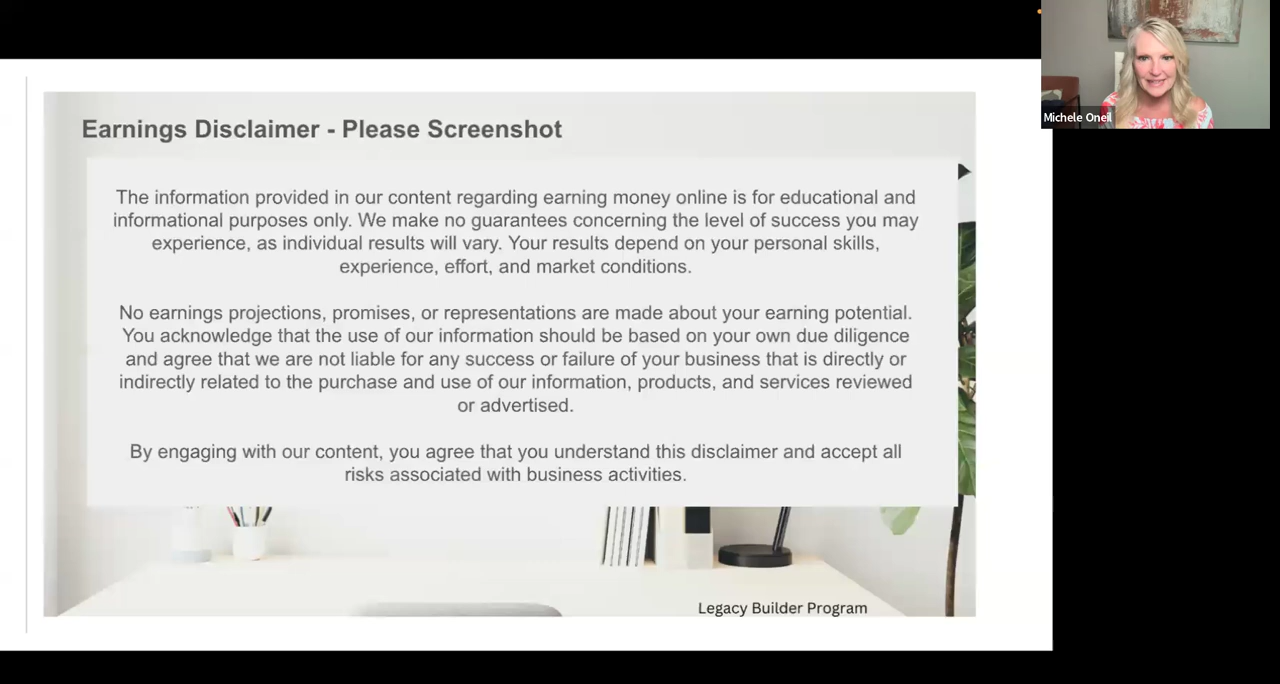 Michele Oneil
Earnings Disclaimer - Please Screenshot
The information provided in our content regarding earning money online is for educational and
informational purposes only. We make no guarantees concerning the level of success you may
experience, as individual results will vary. Your results depend on your personal skills,
experience, effort, and market conditions.
No earnings projections, promises, or representations are made about your earning potential.
You acknowledge that the use of our information should be based on your own due diligence
and agree that we are not liable for any success or failure of your business that is directly or
indirectly related to the purchase and use of our information, products, and services reviewed
or advertised.
By engaging with our content, you agree that you understand this disclaimer and accept all
risks associated with business activities.
Legacy Builder Program